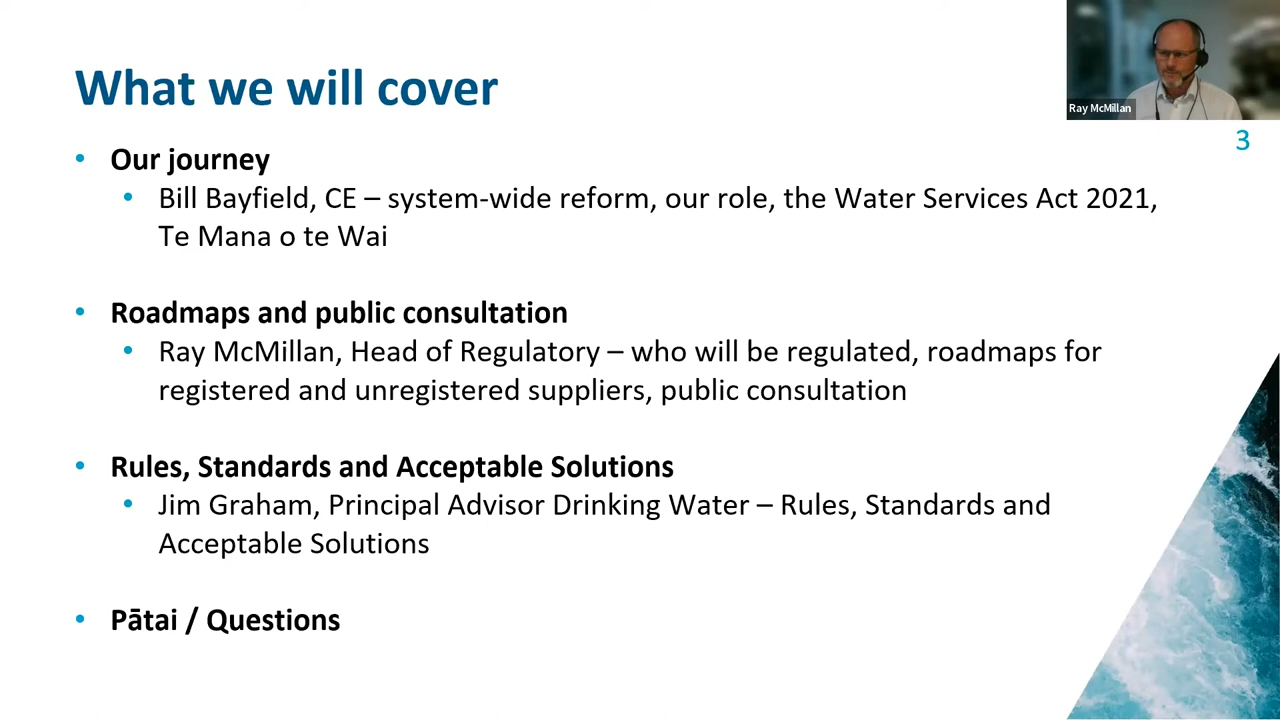 What we will cover
Ray McMillan
3
• Our journey
• Bill Bayfield, CE – system-wide reform, our role, the Water Services Act 2021,
Te Mana o te Wai
• Roadmaps and public consultation
• Ray McMillan, Head of Regulatory – who will be regulated, roadmaps for
registered and unregistered suppliers, public consultation
• Rules, Standards and Acceptable Solutions
• Jim Graham, Principal Advisor Drinking Water – Rules, Standards and
Acceptable Solutions
• Pātai / Questions